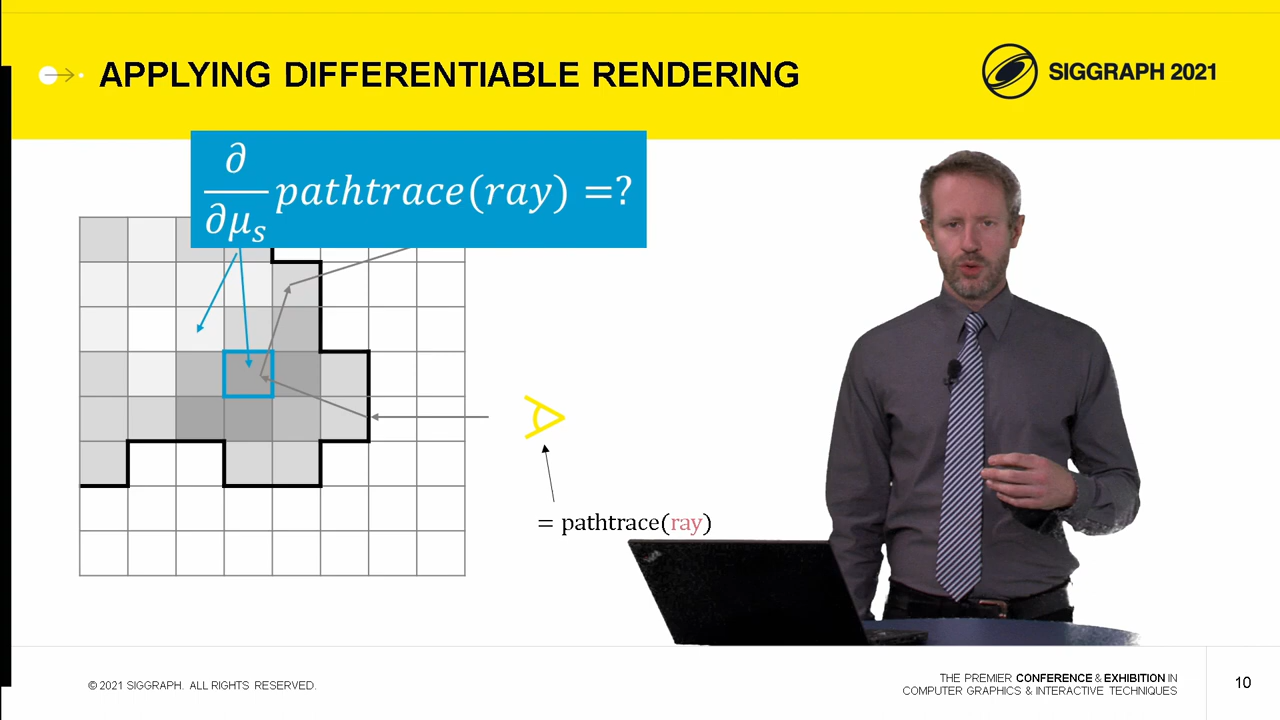 APPLYING DIFFERENTIABLE RENDERING
SIGGRAPH 2021
∂/∂μₛ pathtrace(ray) =?
= pathtrace(ray)
© 2021 SIGGRAPH. ALL RIGHTS RESERVED.
THE PREMIER CONFERENCE & EXHIBITION IN
COMPUTER GRAPHICS & INTERACTIVE TECHNIQUES
10